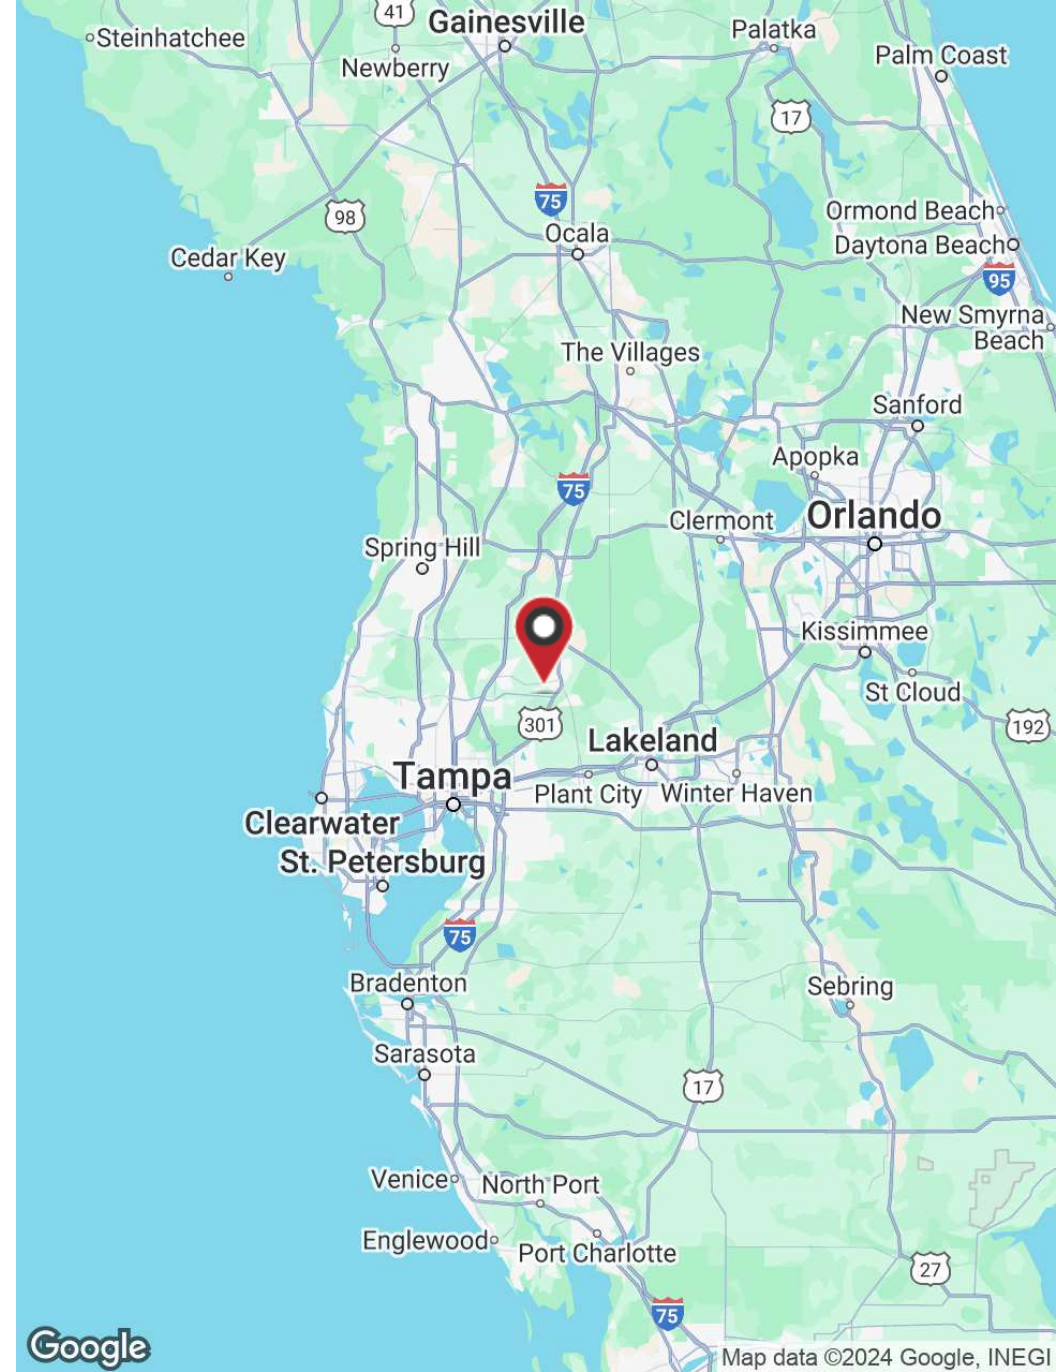 41
Gainesville
Steinhatchee
Palatka
Newberry
Palm Coast
17
75
98
Ormond Beach
Ocala
Daytona Beach
Cedar Key
95
New Smyrna
Beach
The Villages
Sanford
Apopka
75
Clermont
Orlando
Spring Hill
Kissimmee
St Cloud
301
192
Lakeland
Tampa
Plant City
Winter Haven
Clearwater
St. Petersburg
75
Bradenton
Sebring
Sarasota
17
Venice
North Port
Englewood
Port Charlotte
27
75
Google
Map data ©2024 Google, INEGI